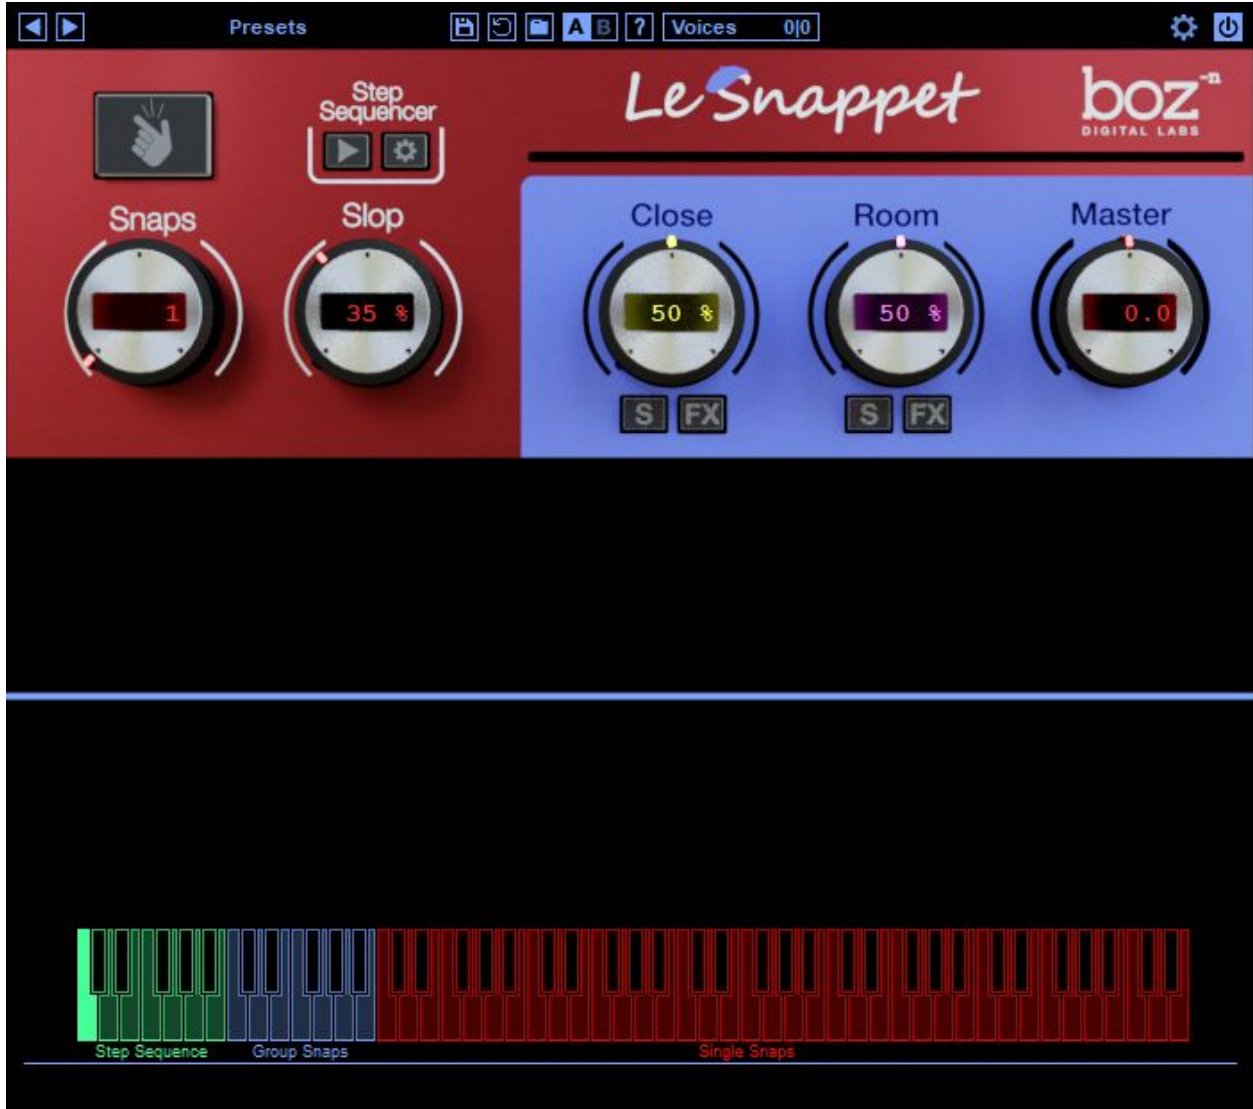 Presets
A B ? Voices 0|0
Step
Sequencer
Le Snappet
boz-n
DIGITAL LABS
Snaps
Slop
Close
Room
Master
1
35 %
50 %
50 %
0.0
S FX
S FX
Step Sequence
Group Snaps
Single Snaps